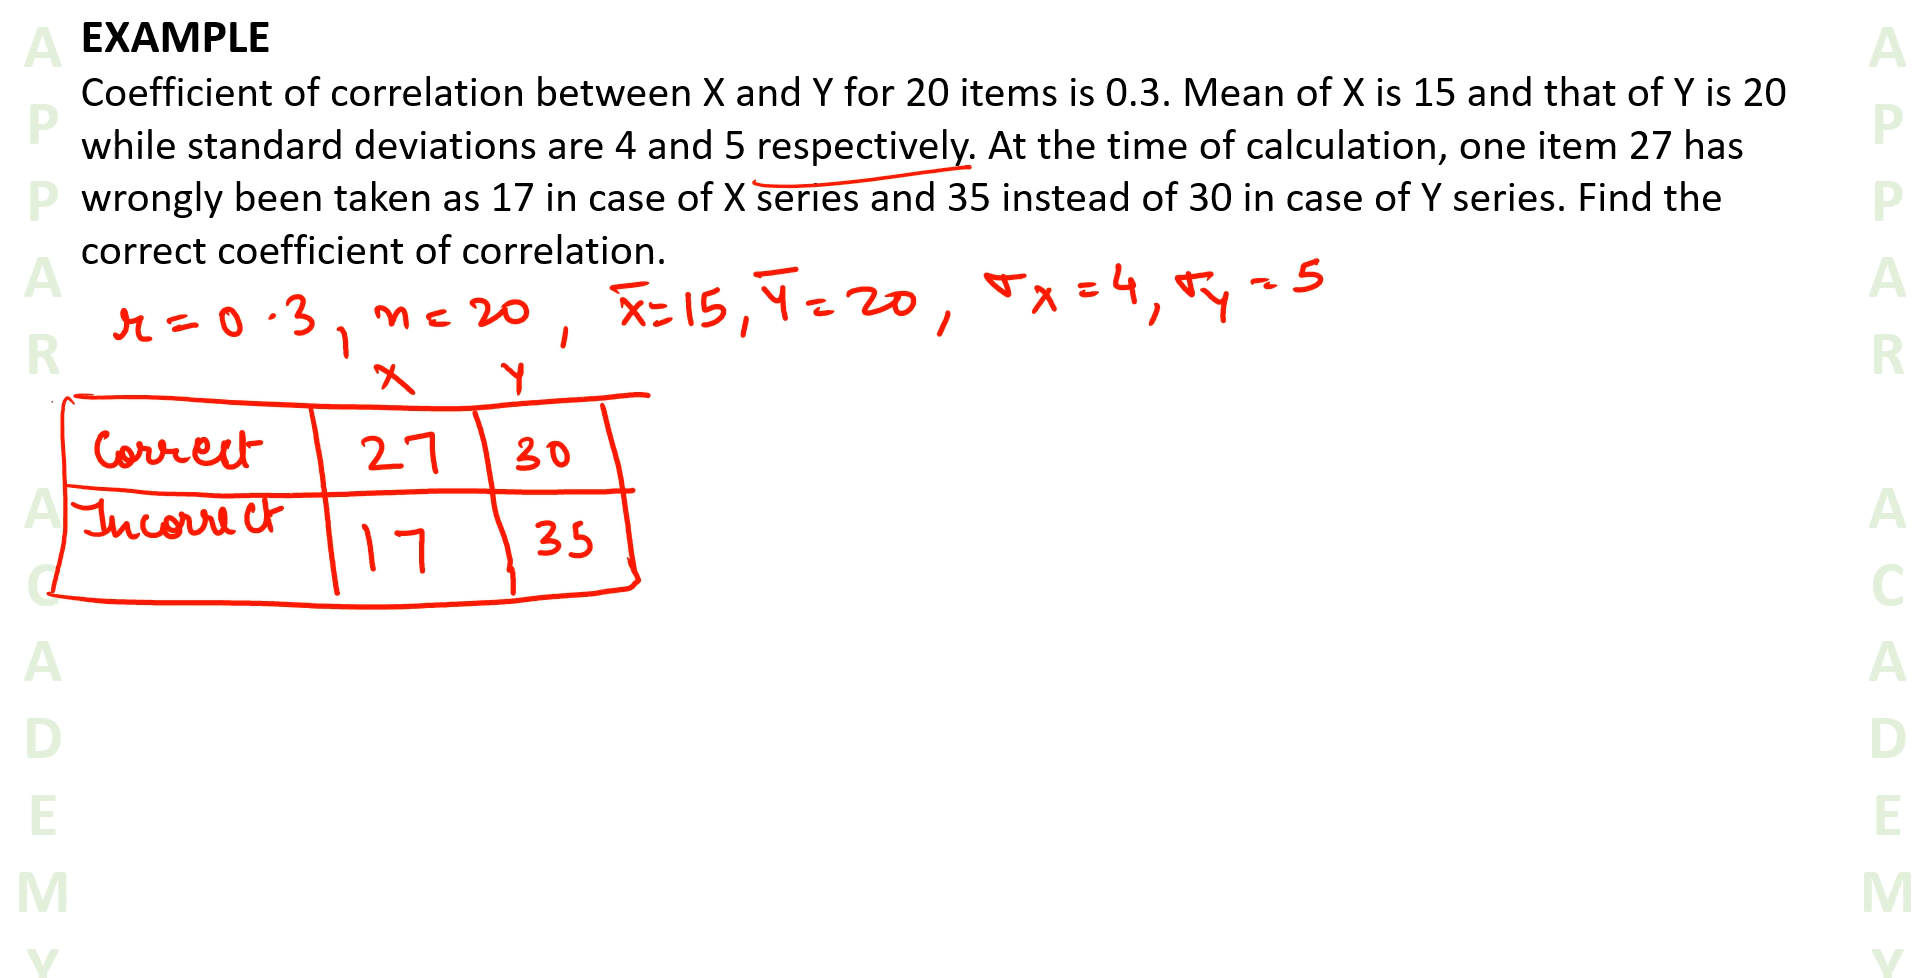 EXAMPLE
Coefficient of correlation between X and Y for 20 items is 0.3. Mean of X is 15 and that of Y is 20
while standard deviations are 4 and 5 respectively. At the time of calculation, one item 27 has
wrongly been taken as 17 in case of X series and 35 instead of 30 in case of Y series. Find the
correct coefficient of correlation.
r = 0.3, n = 20, X̅ = 15, Y̅ = 20, σx = 4, σy = 5
X Y
Correct 27 30
Incorrect 17 35
APPAR ACADEMY
APPAR ACADEMY